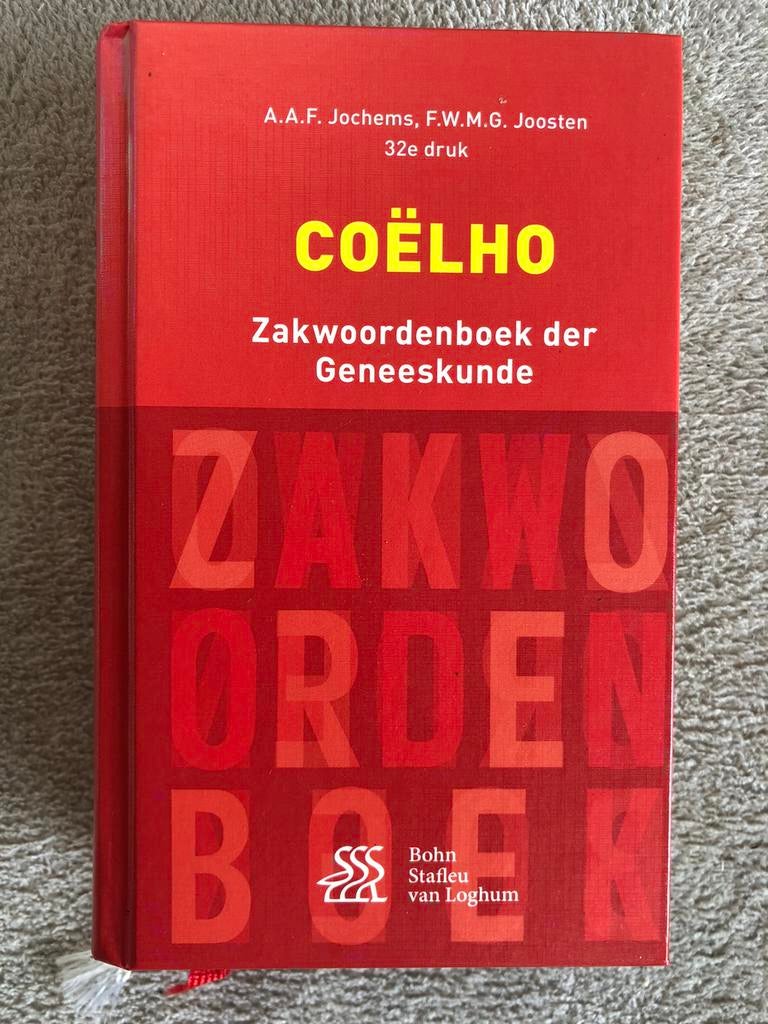 A.A.F. Jochems, F.W.M.G. Joosten
32e druk
COËLHO
Zakwoordenboek der
Geneeskunde
ZAKWO
ORDEN
BOEK
Bohn
Stafleu
van Loghum